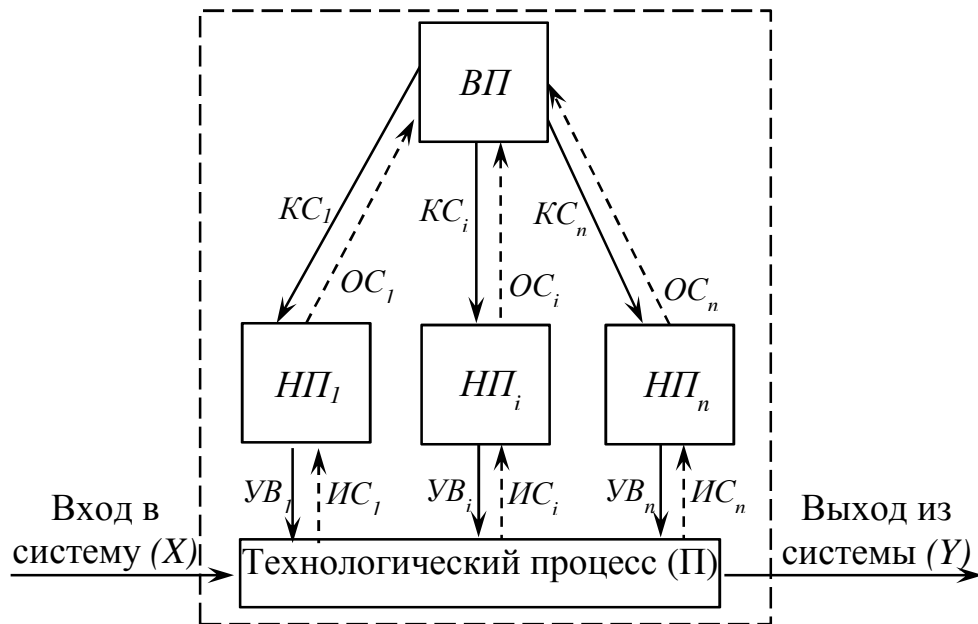 ВП
КС₁
КСᵢ
КСₙ
ОС₁
ОСᵢ
ОСₙ
НП₁
НПᵢ
НПₙ
УВ₁
ИС₁
УВᵢ
ИСᵢ
УВₙ
ИСₙ
Вход в
систему (X)
Технологический процесс (П)
Выход из
системы (Y)